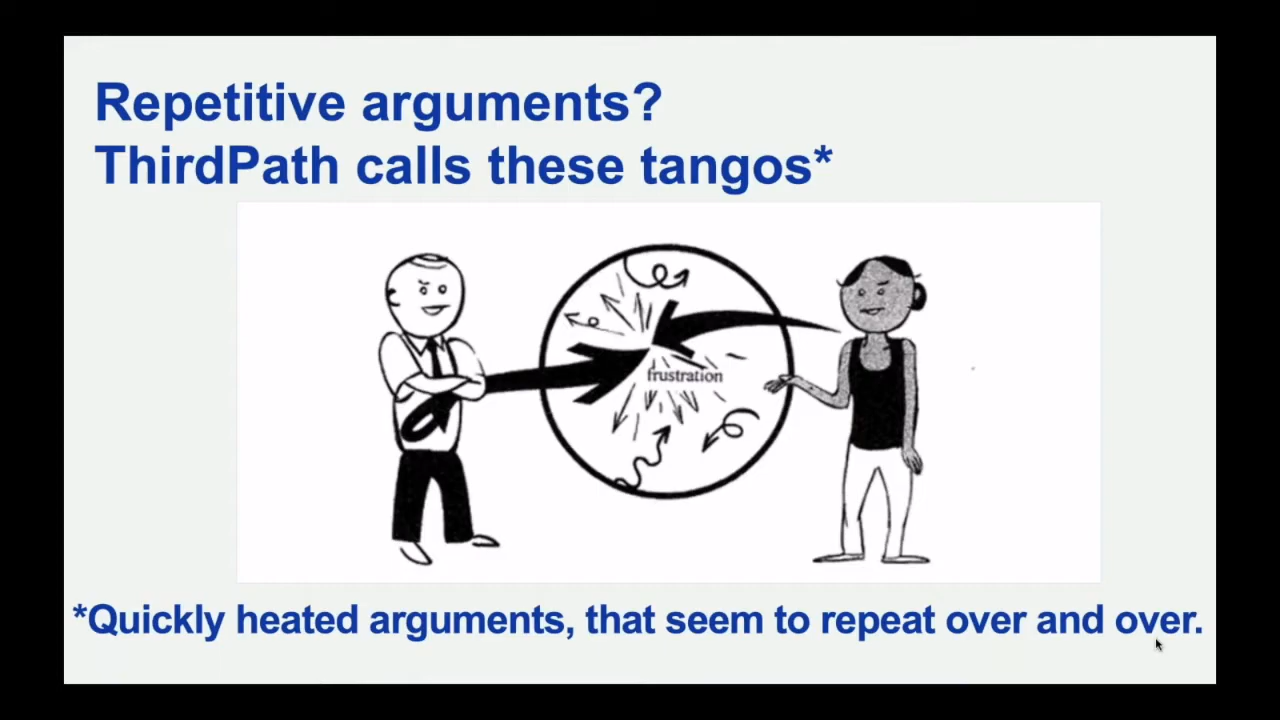 Repetitive arguments?
ThirdPath calls these tangos*
frustration
*Quickly heated arguments, that seem to repeat over and over.